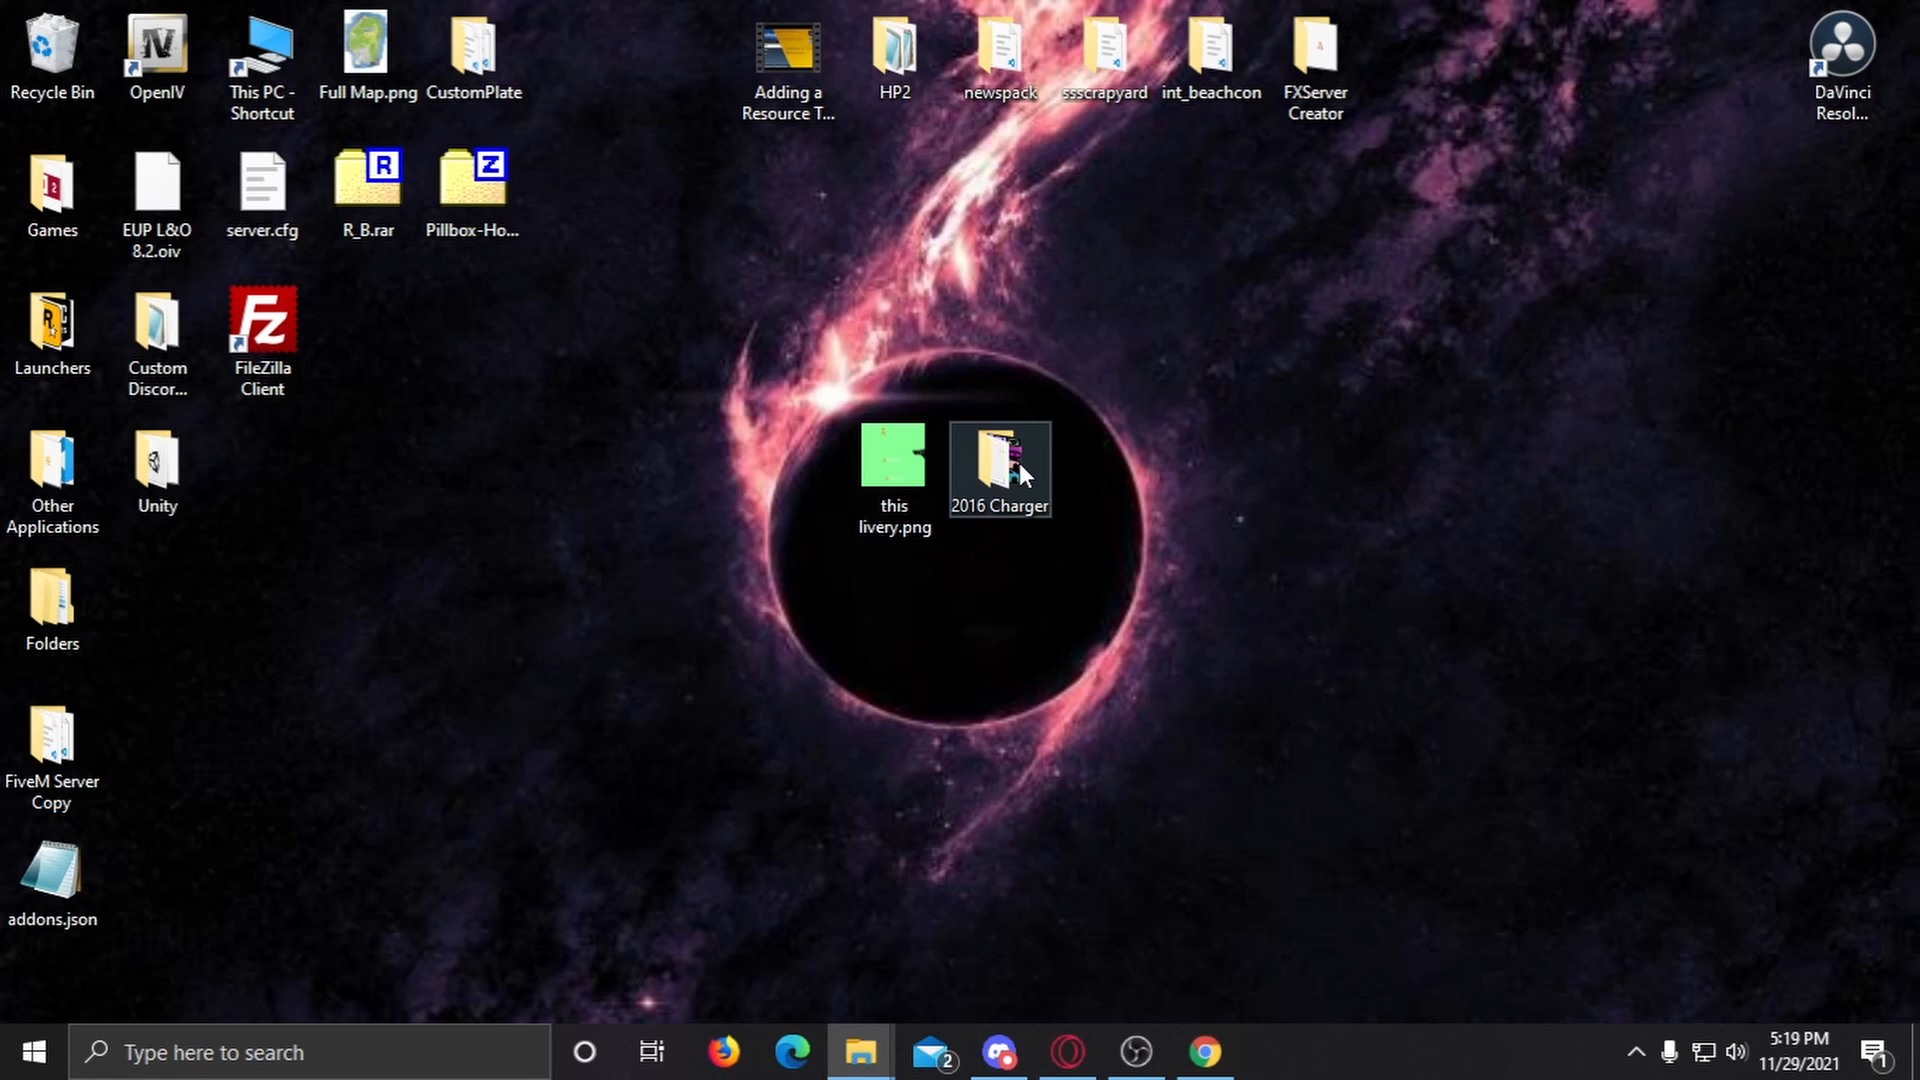 Recycle Bin
OpenIV
This PC -
Shortcut
Full Map.png
CustomPlate
Adding a
Resource T...
HP2
newspack
ssscrapyard
int_beachcon
FXServer
Creator
DaVinci
Resol...
Games
EUP L&O
8.2.oiv
server.cfg
R
R_B.rar
Z
Pillbox-Ho...
Launchers
Custom
Discor...
Fz
FileZilla
Client
Other
Applications
Unity
this
livery.png
2016 Charger
Folders
FiveM Server
Copy
addons.json
Type here to search
2
5:19 PM
11/29/2021
1